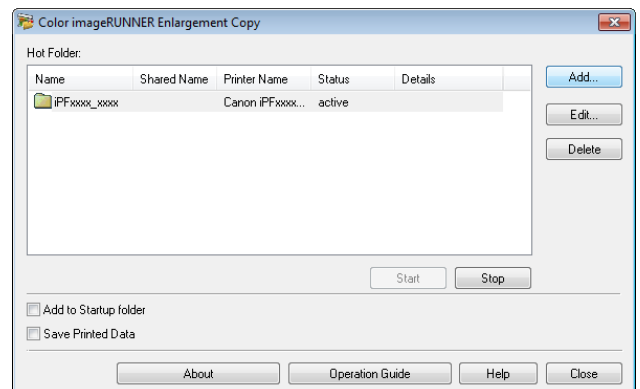 Color imageRUNNER Enlargement Copy
Hot Folder:
Name Shared Name Printer Name Status Details
iPFxxxx_xxxx Canon iPFxxxx... active
Add...
Edit...
Delete
Start Stop
Add to Startup folder
Save Printed Data
About Operation Guide Help Close